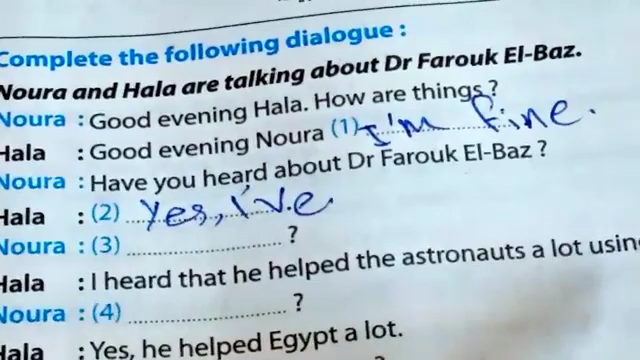 Complete the following dialogue :
Noura and Hala are talking about Dr Farouk El-Baz.
Noura : Good evening Hala. How are things ?
Hala : Good evening Noura (1) I'm fine.
Noura : Have you heard about Dr Farouk El-Baz ?
Hala : (2) Yes, I've
Noura : (3) .............................. ?
Hala : I heard that he helped the astronauts a lot using
Noura : (4) .............................. ?
Hala : Yes, he helped Egypt a lot.